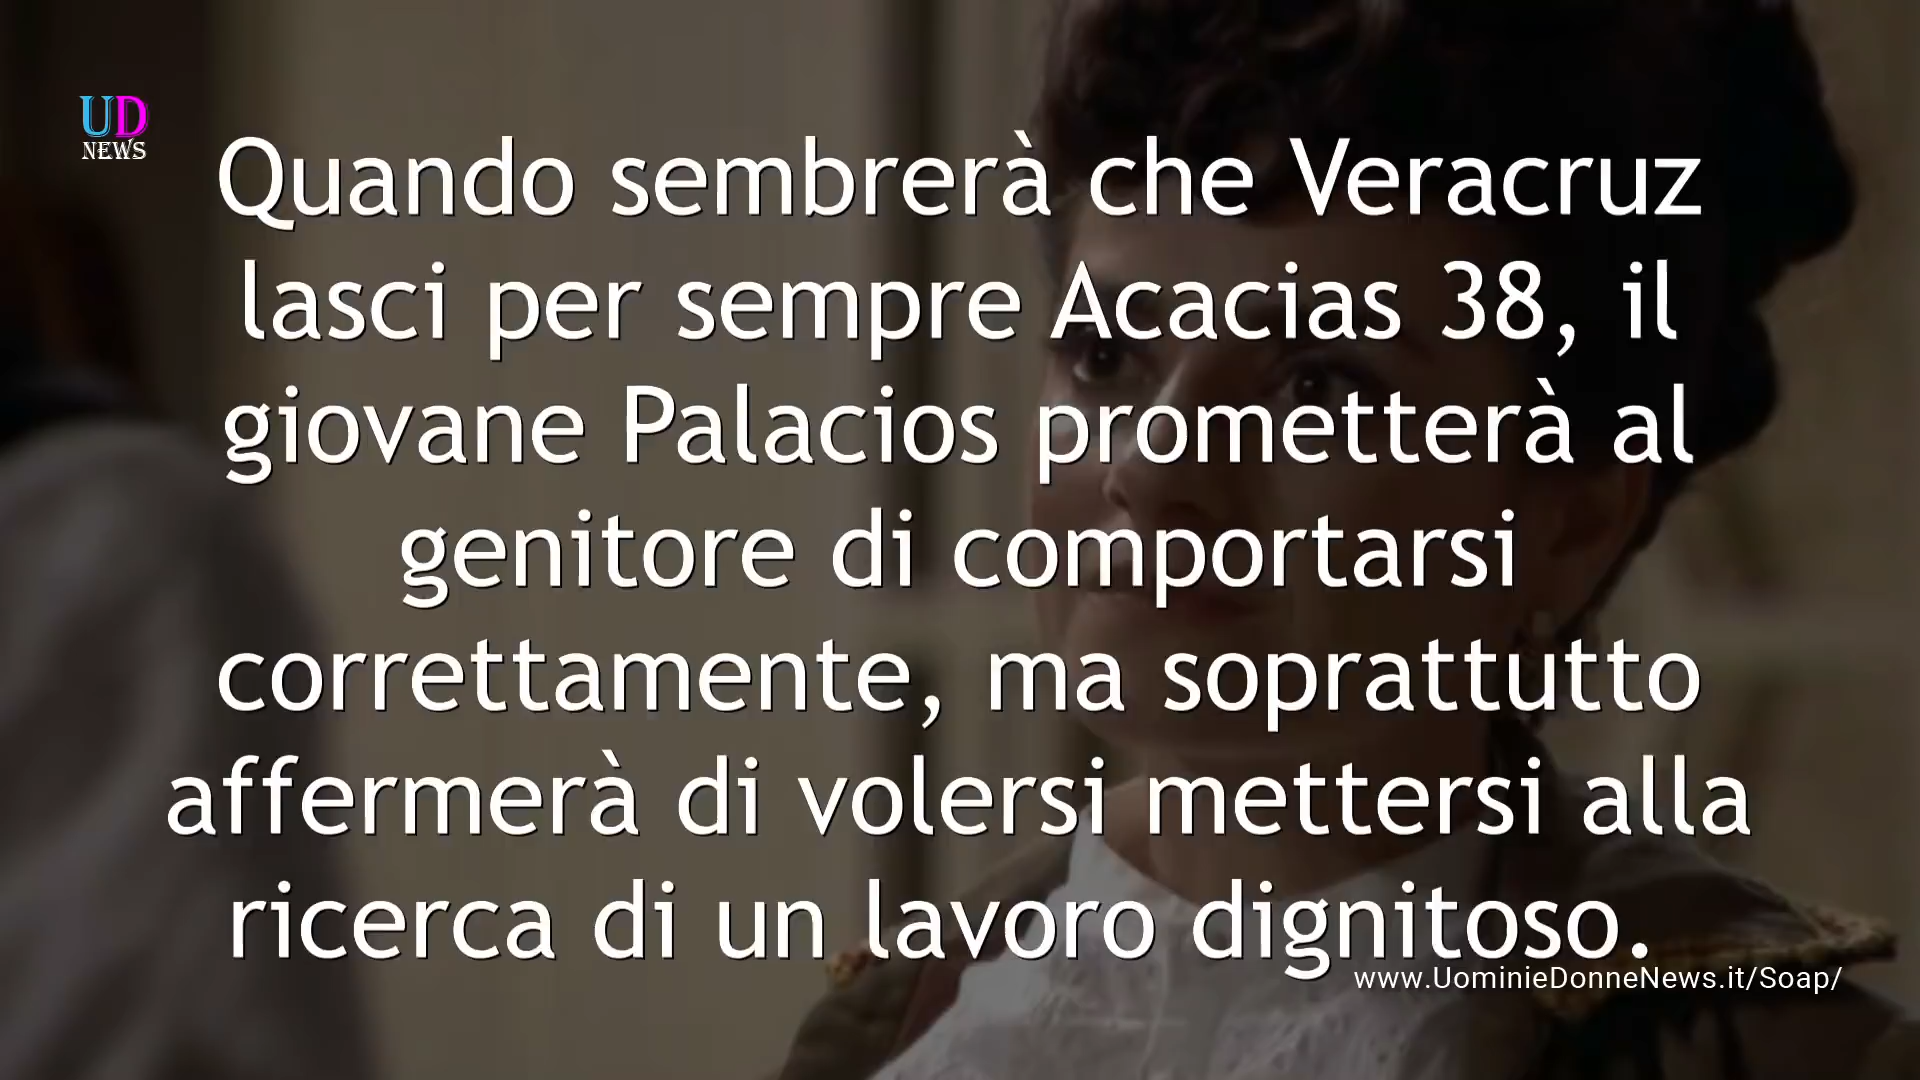 UD
NEWS
Quando sembrerà che Veracruz
lasci per sempre Acacias 38, il
giovane Palacios prometterà al
genitore di comportarsi
correttamente, ma soprattutto
affermerà di volersi mettersi alla
ricerca di un lavoro dignitoso.
www.UominieDonneNews.it/Soap/